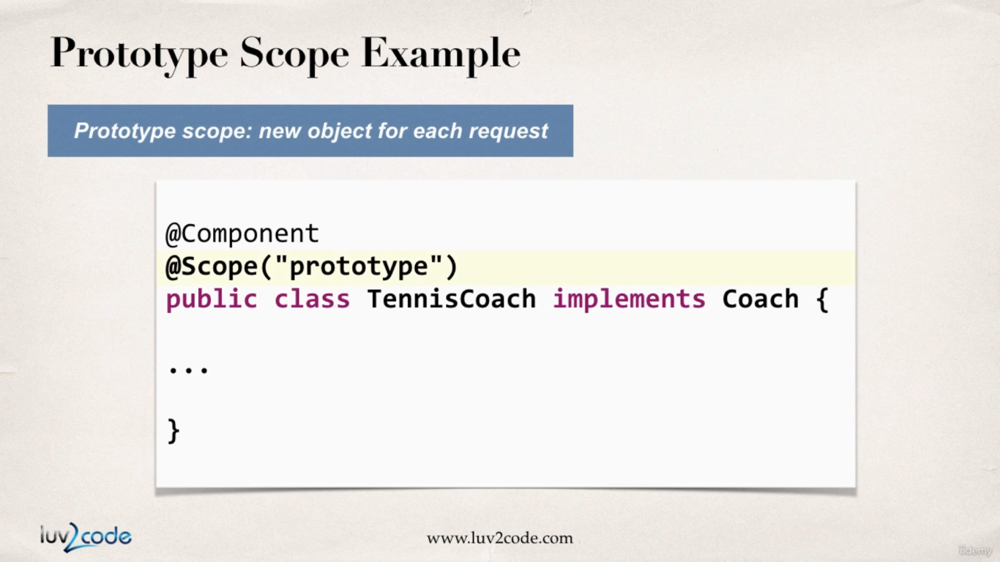 Prototype Scope Example
Prototype scope: new object for each request
@Component
@Scope("prototype")
public class TennisCoach implements Coach {
...
}
luv2code
www.luv2code.com
ûdemy